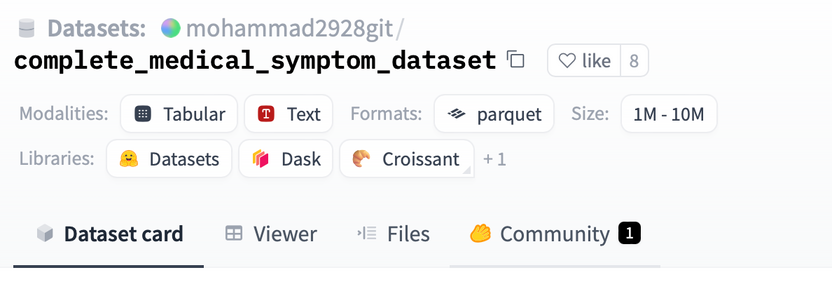 Datasets: mohammad2928git/
complete_medical_symptom_dataset like 8
Modalities: Tabular Text Formats: parquet Size: 1M - 10M
Libraries: Datasets Dask Croissant + 1
Dataset card Viewer Files Community 1